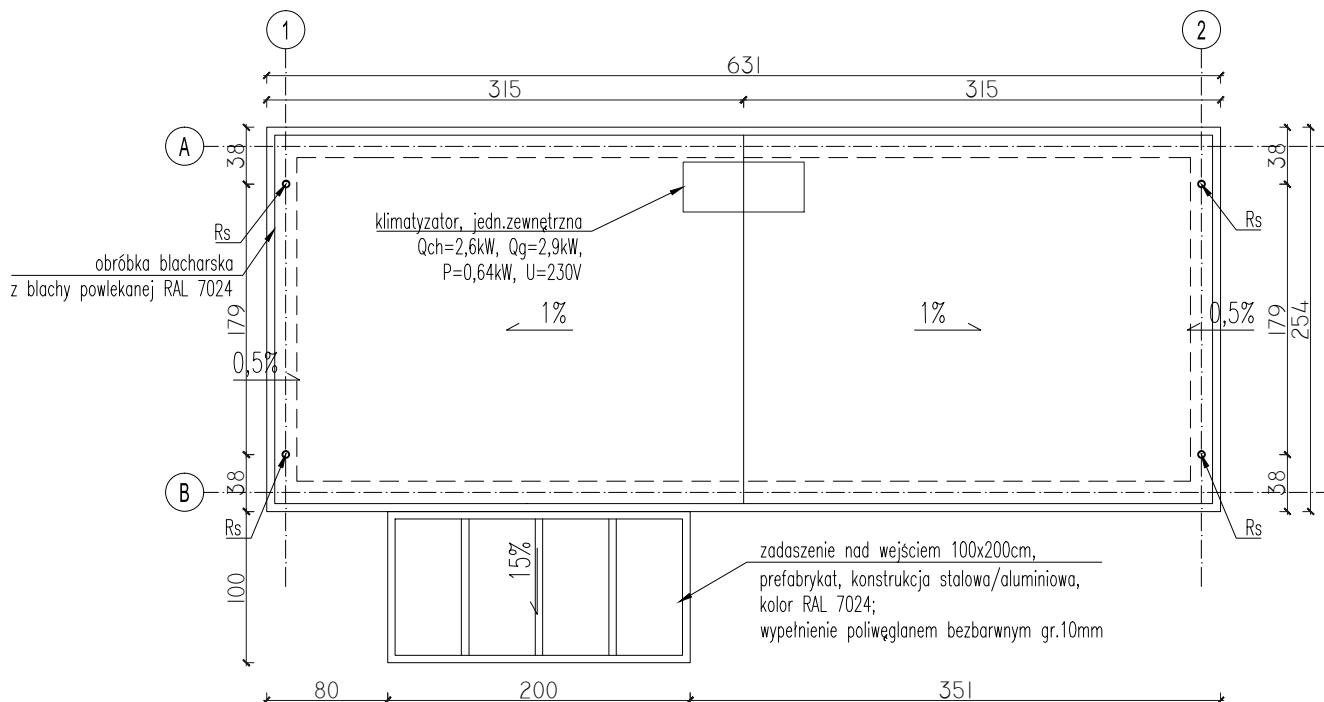 1
2
631
315
315
A
38
38
Rs
Rs
klimatyzator, jedn.zewnętrzna
Qch=2,6kW, Qg=2,9kW,
P=0,64kW, U=230V
obróbka blacharska
z blachy powlekanej RAL 7024
1%
1%
0,5%
179
179
254
0,5%
B
38
38
Rs
Rs
15%
100
zadaszenie nad wejściem 100x200cm,
prefabrykat, konstrukcja stalowa/aluminiowa,
kolor RAL 7024;
wypełnienie poliwęglanem bezbarwnym gr.10mm
80
200
351